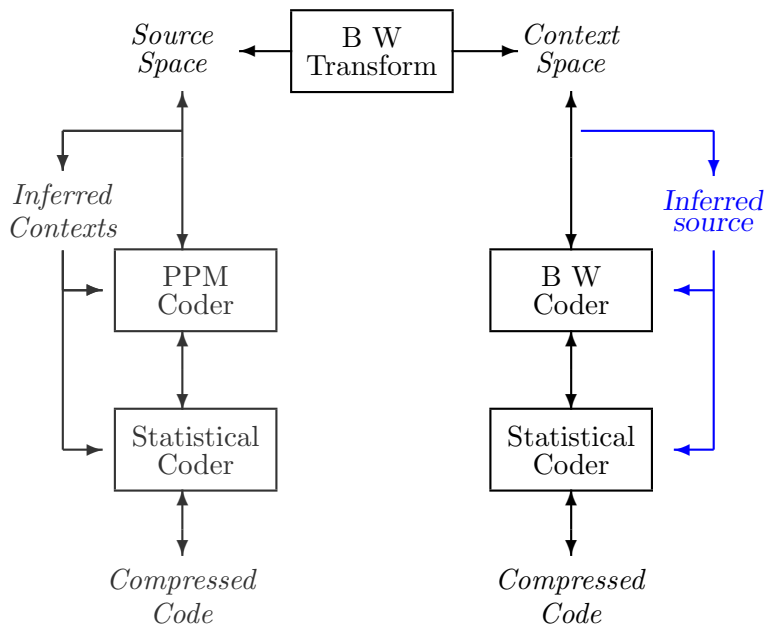 Source
Space
B W
Transform
Context
Space
Inferred
Contexts
Inferred
source
PPM
Coder
B W
Coder
Statistical
Coder
Statistical
Coder
Compressed
Code
Compressed
Code